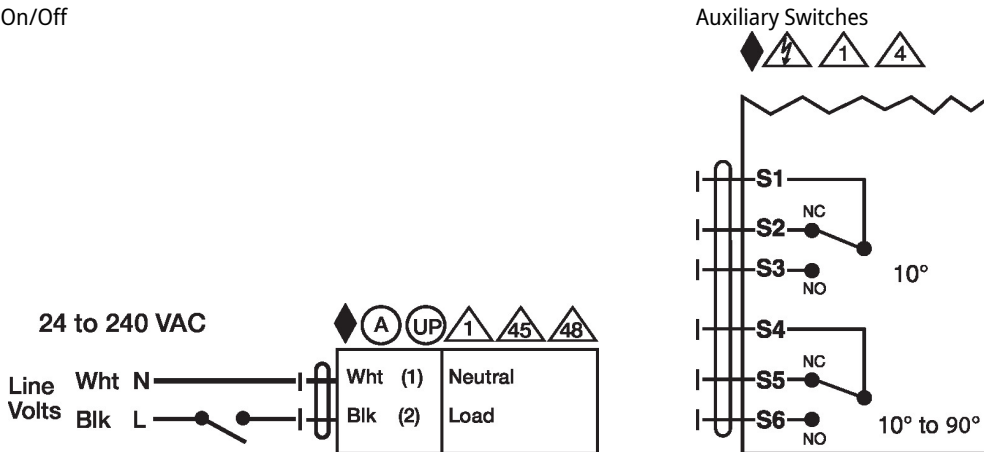 On/Off
24 to 240 VAC
A UP 1 45 48
Line Volts
Wht N
Blk L
Wht (1) Neutral
Blk (2) Load
Auxiliary Switches
1 4
S1
NC
S2
S3
NO
10°
S4
NC
S5
S6
NO
10° to 90°